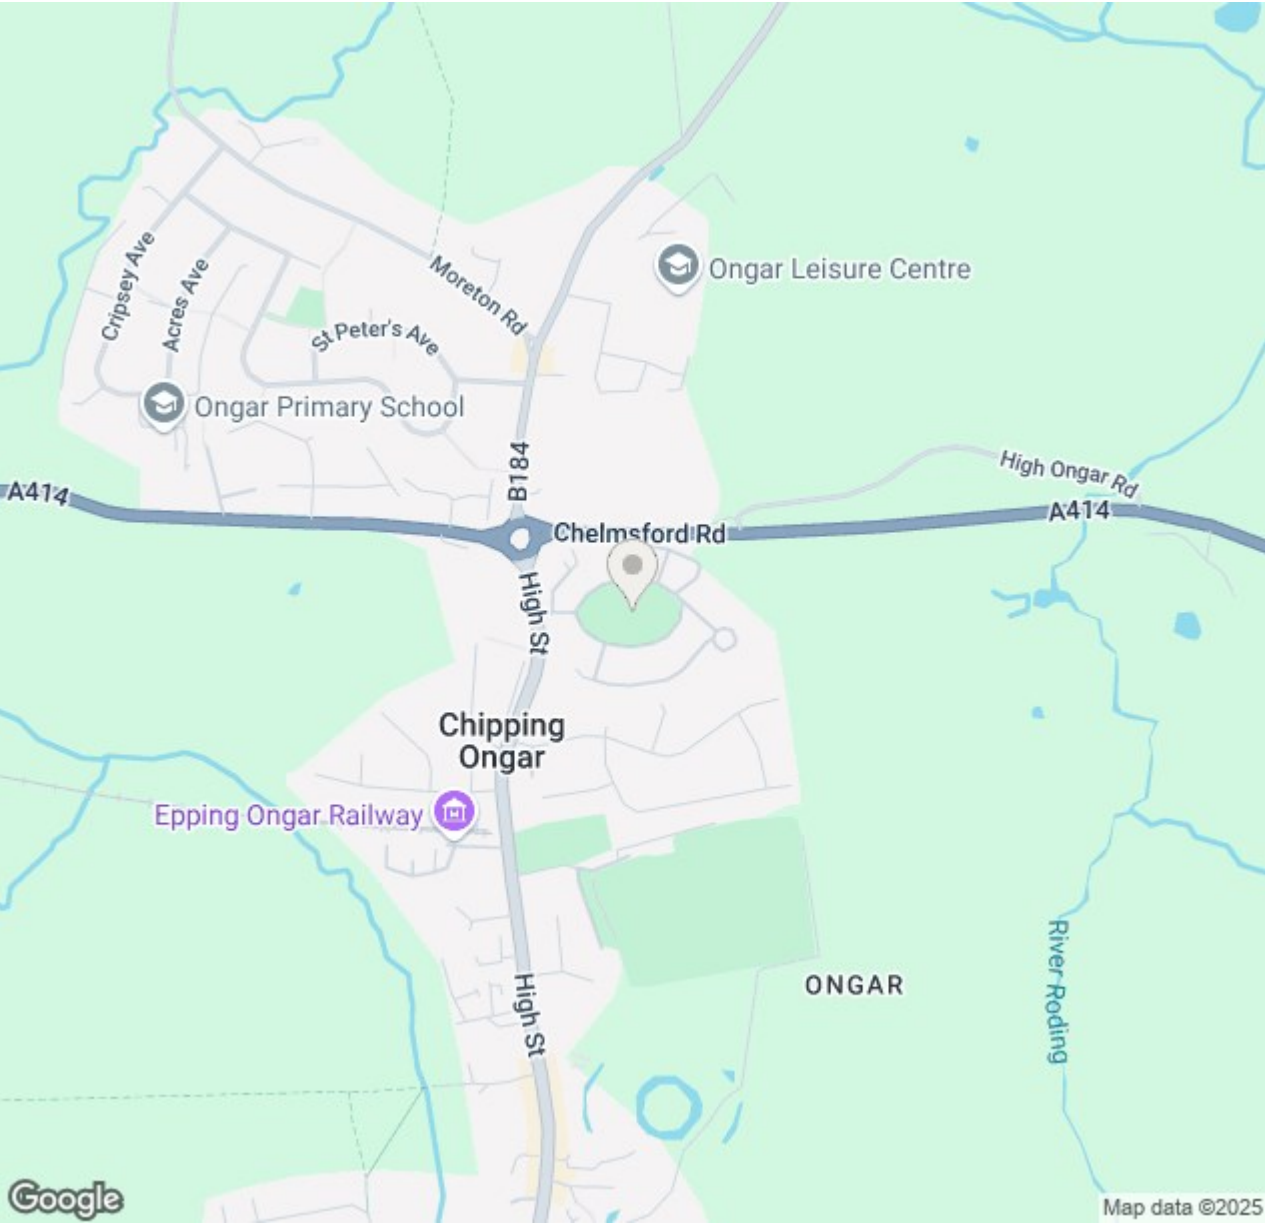 Cripsey Ave
Acres Ave
Moreton Rd
St Peter's Ave
Ongar Leisure Centre
Ongar Primary School
B184
High Ongar Rd
A414
A414
Chelmsford Rd
High St
Chipping
Ongar
Epping Ongar Railway
High St
ONGAR
River Roding
Google
Map data ©2025